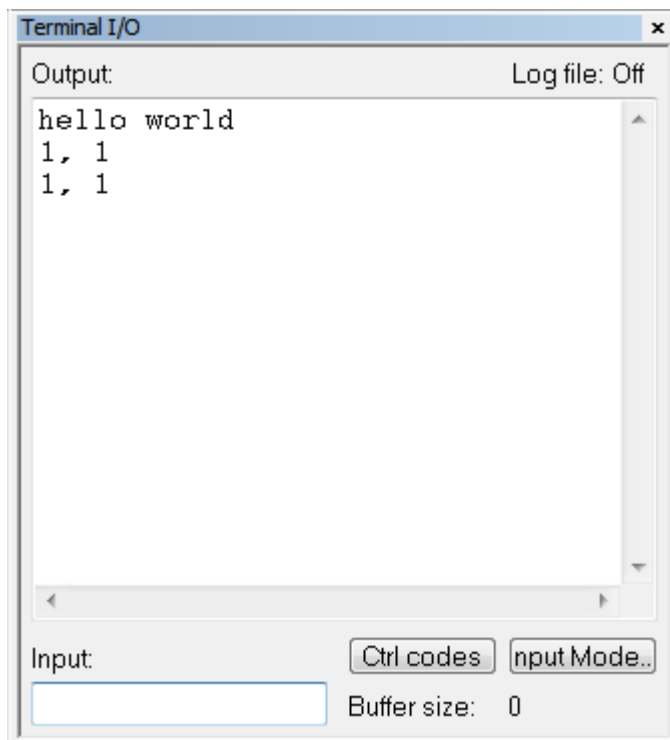 Terminal I/O x
Output: Log file: Off
hello world
1, 1
1, 1
Input: Ctrl codes nput Mode..
Buffer size: 0